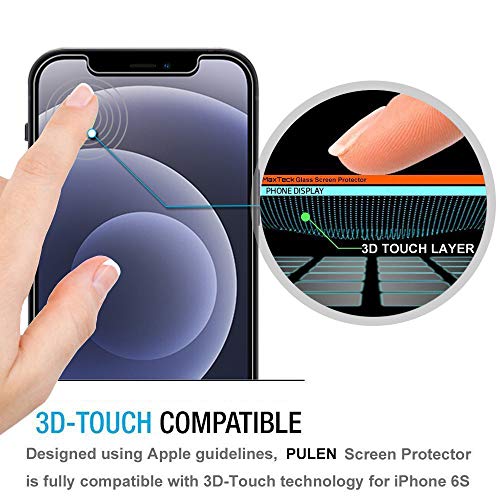 MaxTeck Glass Screen Protector
PHONE DISPLAY
3D TOUCH LAYER
3D-TOUCH COMPATIBLE
Designed using Apple guidelines, PULEN Screen Protector
is fully compatible with 3D-Touch technology for iPhone 6S